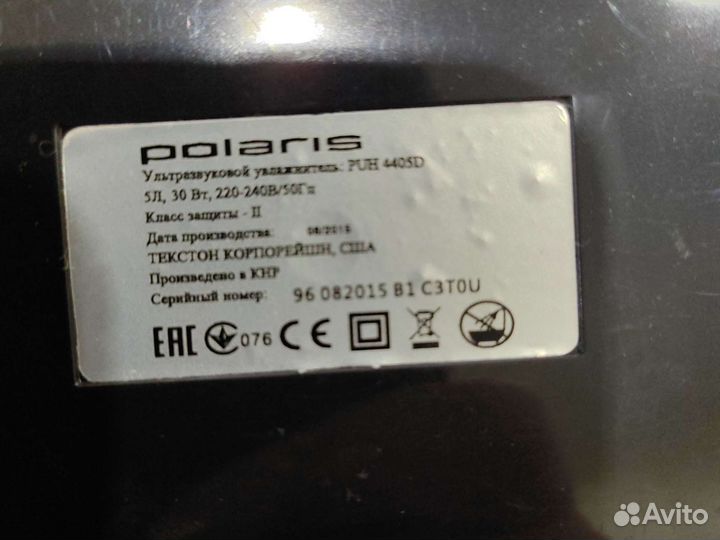 polaris
Ультразвуковой увлажнитель: PUH 4405D
5Л, 30 Вт, 220-240В/50Гц
Класс защиты - II
Дата производства: 08/2015
ТЕКСТОН КОРПОРЕЙШН, США
Произведено в КНР
Серийный номер: 96 082015 B1 C3T0U
EAC 076 CE
Avito